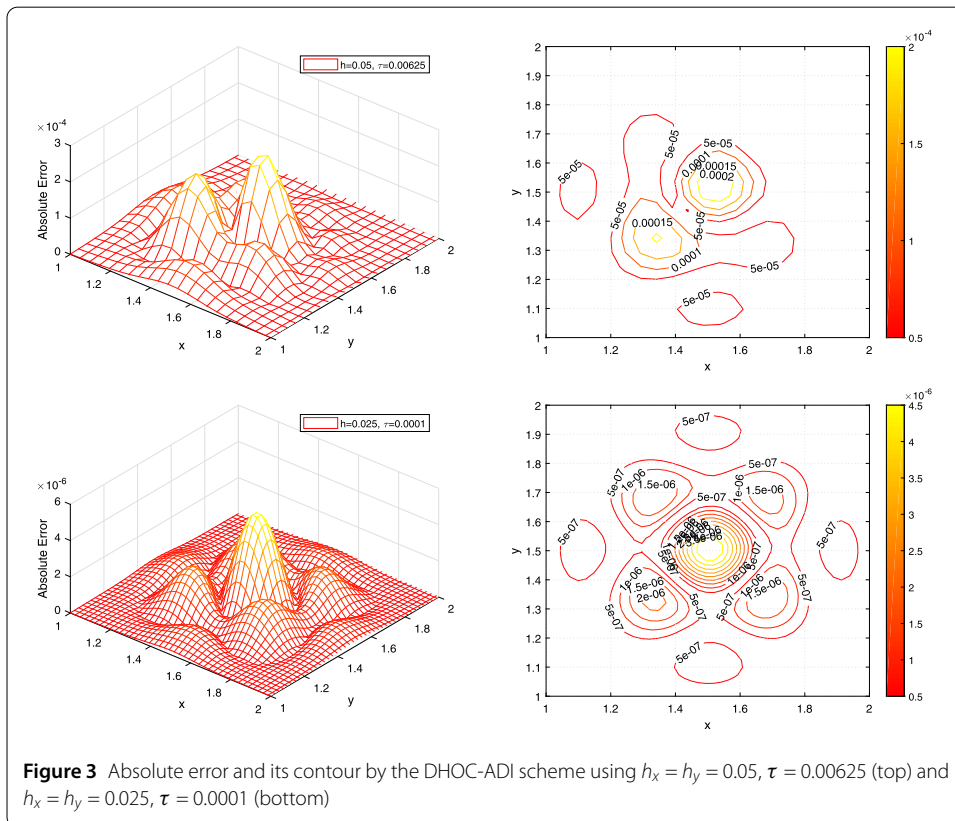 h=0.05, τ=0.00625
×10⁻⁴
3
2
1
0
Absolute Error
1
1.2
1.4
1.6
1.8
2
x
1
1.2
1.4
1.6
1.8
2
y
2
1.9
1.8
1.7
1.6
1.5
1.4
1.3
1.2
1.1
1
y
1
1.2
1.4
1.6
1.8
2
x
5e-05
5e-05
5e-05
0.0001
0.00015
0.0002
5e-05
5e-05
0.00015
0.0001
5e-05
5e-05
×10⁻⁴
2
1.5
1
0.5
h=0.025, τ=0.0001
×10⁻⁶
6
4
2
0
Absolute Error
1
1.2
1.4
1.6
1.8
2
x
1
1.2
1.4
1.6
1.8
2
y
2
1.9
1.8
1.7
1.6
1.5
1.4
1.3
1.2
1.1
1
y
1
1.2
1.4
1.6
1.8
2
x
5e-07
5e-07
5e-07
1e-06
1.5e-06
5e-07
1e-06
1.5e-06
5e-07
5e-07
5e-07
5e-07
5e-07
1e-06
1e-06
1e-06
1.5e-06
2e-06
1.5e-06
5e-07
5e-07
5e-07
5e-07
5e-07
×10⁻⁶
4.5
4
3.5
3
2.5
2
1.5
1
0.5
Figure 3 Absolute error and its contour by the DHOC-ADI scheme using hₓ = hᵧ = 0.05, τ = 0.00625 (top) and
hₓ = hᵧ = 0.025, τ = 0.0001 (bottom)